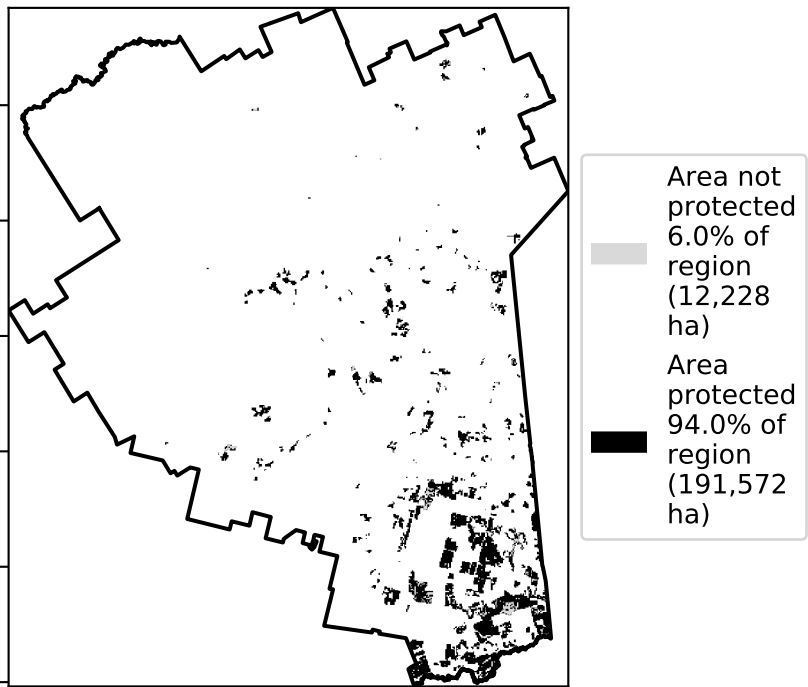 Area not
protected
6.0% of
region
(12,228
ha)
Area
protected
94.0% of
region
(191,572
ha)